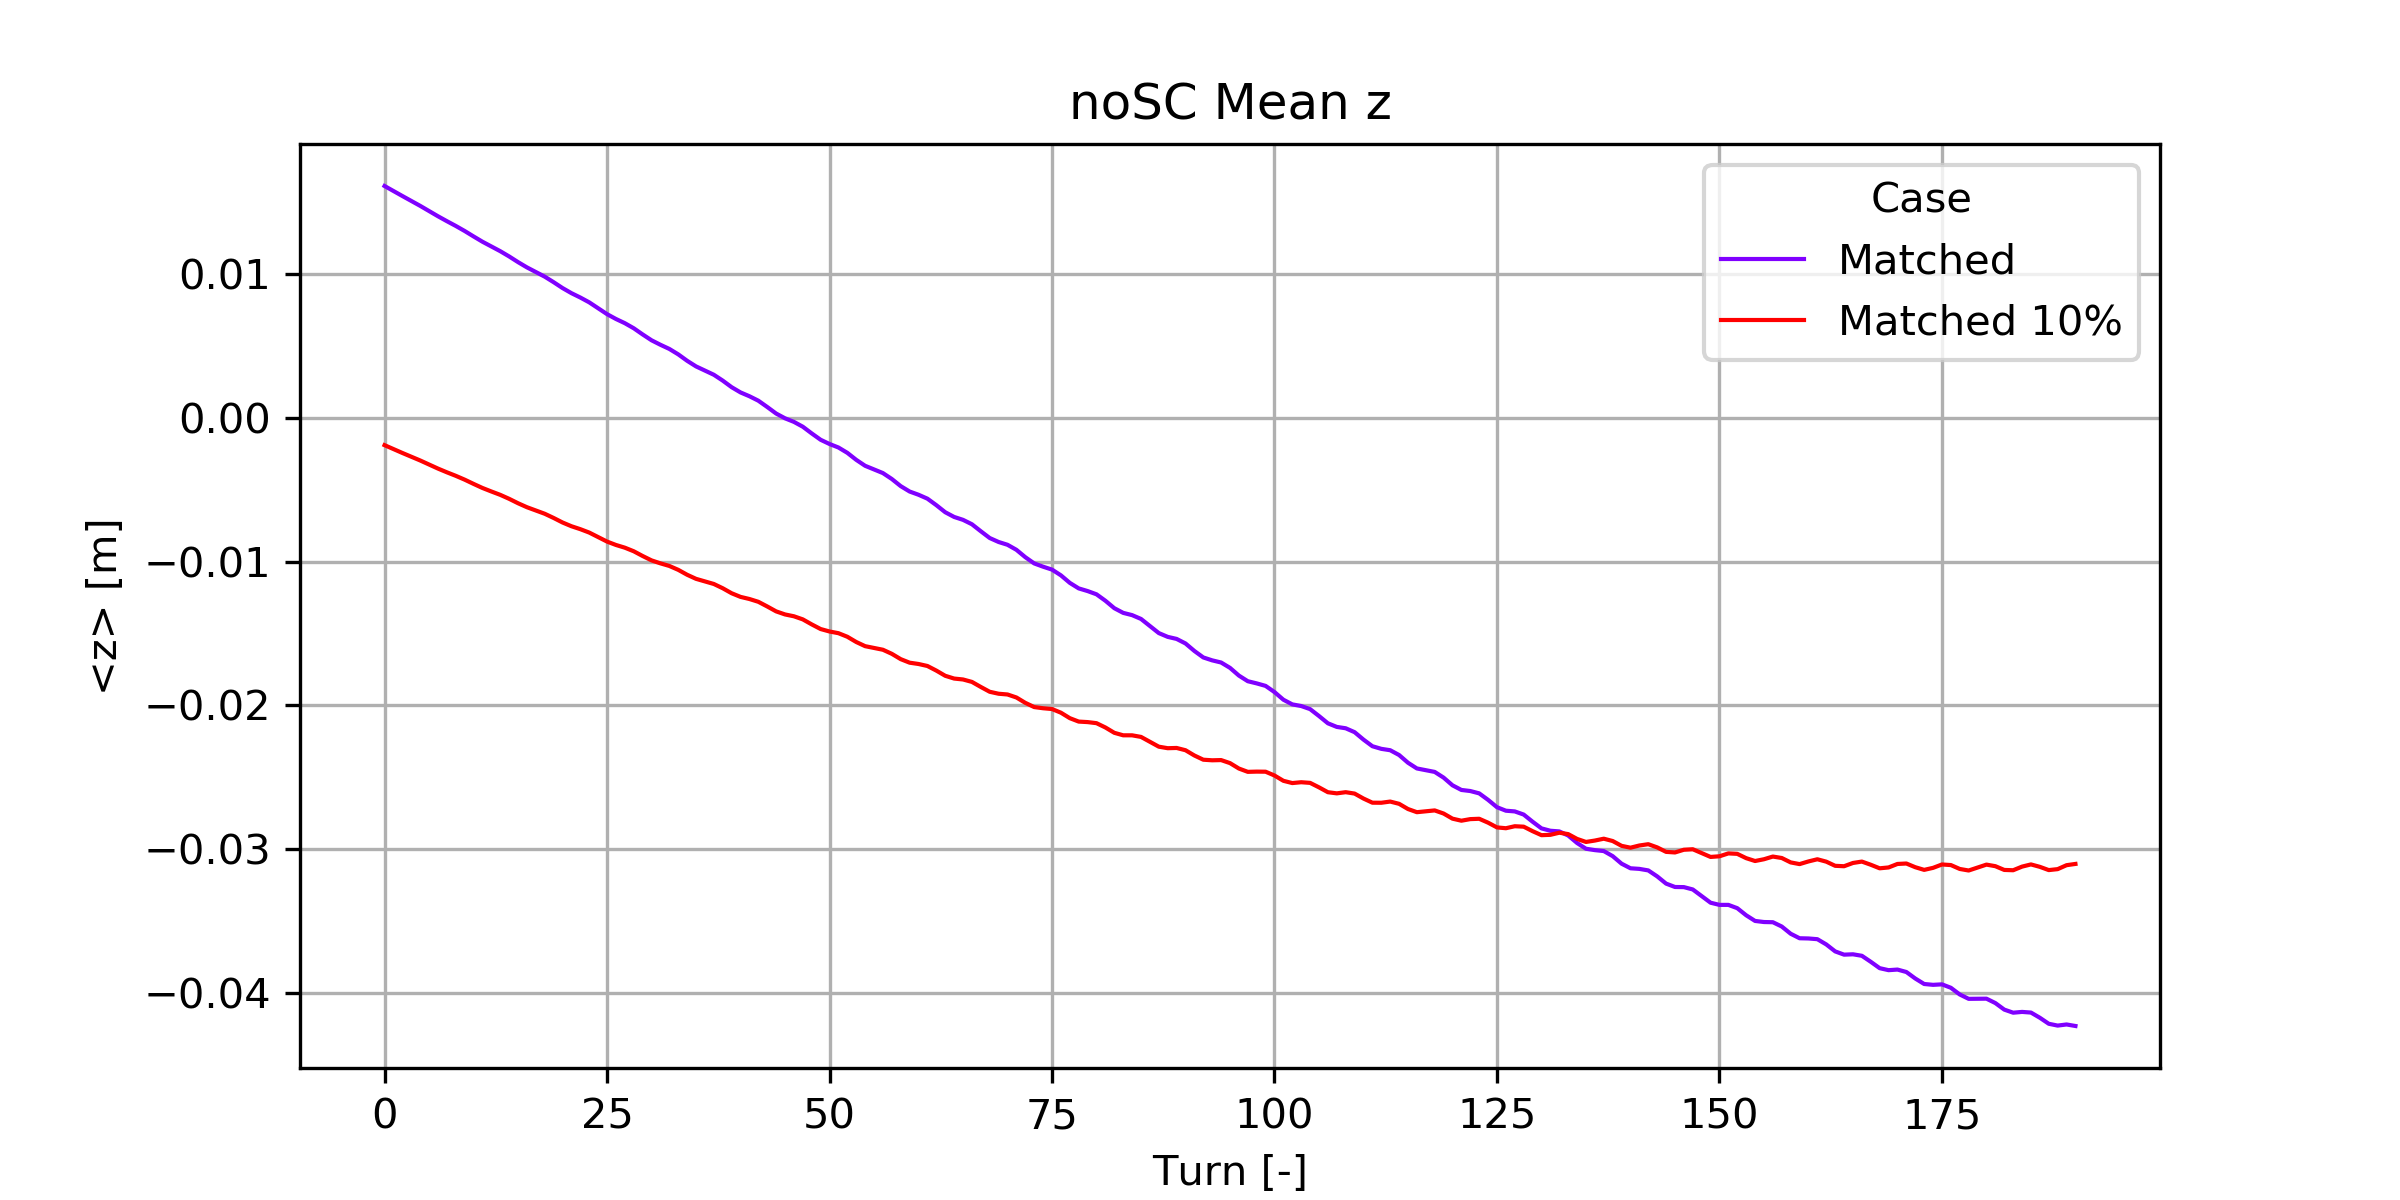 noSC Mean z
Case
Matched
Matched 10%
0.01
0.00
−0.01
−0.02
−0.03
−0.04
<z> [m]
0 25 50 75 100 125 150 175
Turn [-]